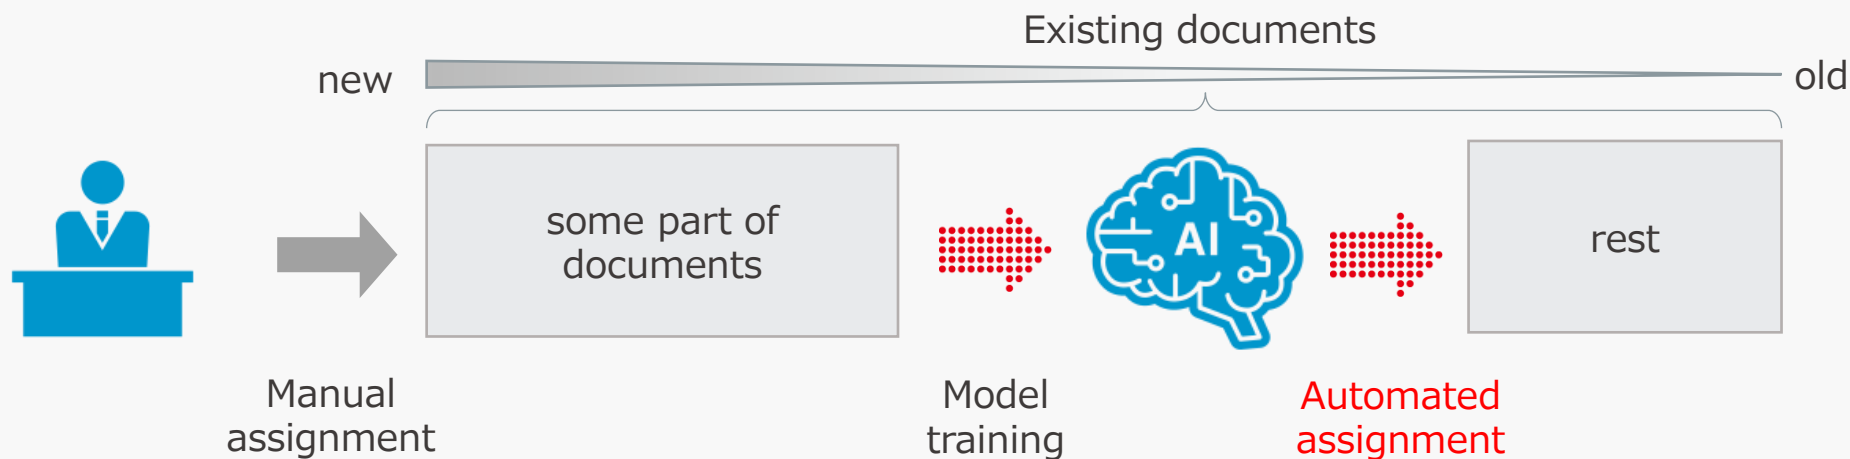 Existing documents
new
old
some part of
documents
AI
rest
Manual
assignment
Model
training
Automated
assignment